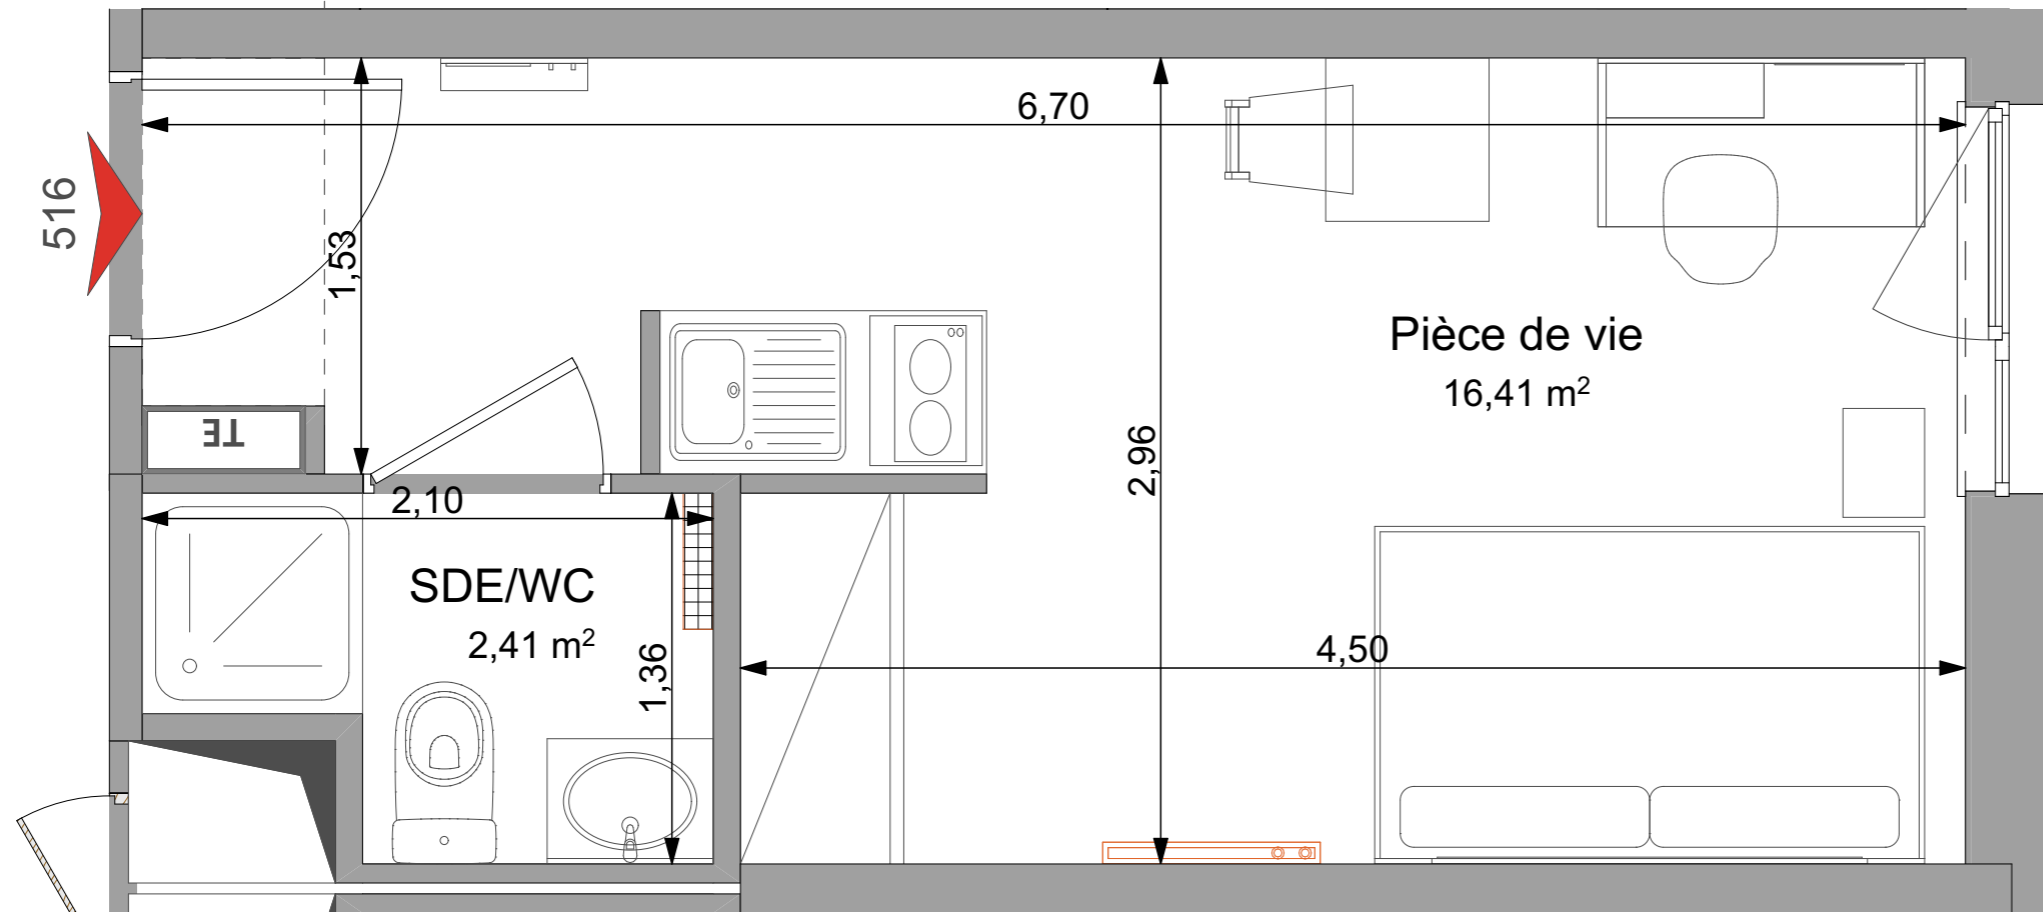 6,70
516
1,53
Pièce de vie
16,41 m²
TE
2,96
2,10
SDE/WC
2,41 m²
1,36
4,50